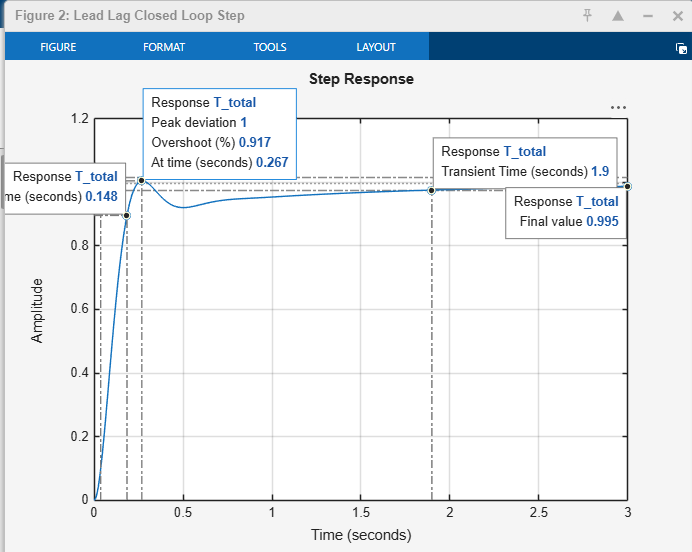 Figure 2: Lead Lag Closed Loop Step
FIGURE FORMAT TOOLS LAYOUT
Step Response
Response T_total
Peak deviation 1
Overshoot (%) 0.917
At time (seconds) 0.267
Response T_total
Transient Time (seconds) 1.9
Response T_total
me (seconds) 0.148
Response T_total
Final value 0.995
1.2
0.8
0.6
0.4
0.2
0
Amplitude
0 0.5 1 1.5 2 2.5 3
Time (seconds)